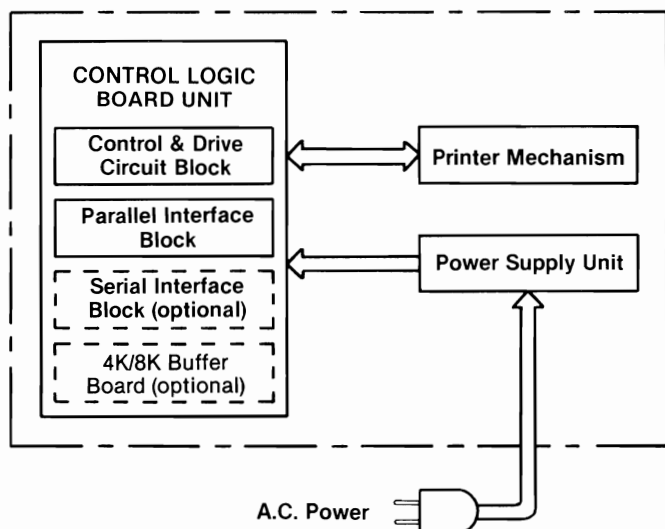 CONTROL LOGIC
BOARD UNIT
Control & Drive
Circuit Block
Printer Mechanism
Parallel Interface
Block
Power Supply Unit
Serial Interface
Block (optional)
4K/8K Buffer
Board (optional)
A.C. Power